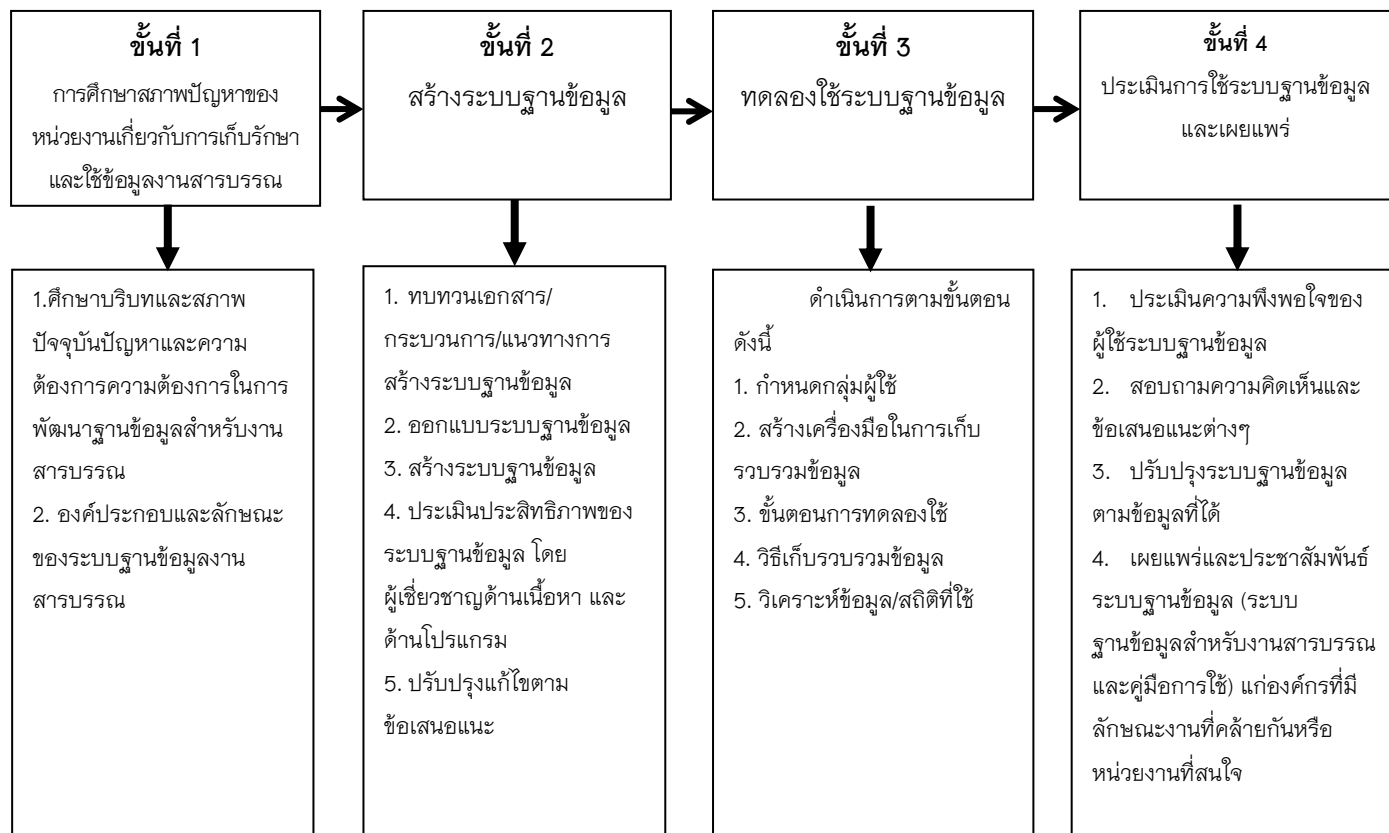 ขั้นที่ 1
การศึกษาสภาพปัญหาของ
หน่วยงานเกี่ยวกับการเก็บรักษา
และใช้ข้อมูลงานสารบรรณ
ขั้นที่ 2
สร้างระบบฐานข้อมูล
ขั้นที่ 3
ทดลองใช้ระบบฐานข้อมูล
ขั้นที่ 4
ประเมินการใช้ระบบฐานข้อมูล
และเผยแพร่
1.ศึกษาบริบทและสภาพ
ปัจจุบันปัญหาและความ
ต้องการความต้องการในการ
พัฒนาฐานข้อมูลสำหรับงาน
สารบรรณ
2. องค์ประกอบและลักษณะ
ของระบบฐานข้อมูลงาน
สารบรรณ
1. ทบทวนเอกสาร/
กระบวนการ/แนวทางการ
สร้างระบบฐานข้อมูล
2. ออกแบบระบบฐานข้อมูล
3. สร้างระบบฐานข้อมูล
4. ประเมินประสิทธิภาพของ
ระบบฐานข้อมูล โดย
ผู้เชี่ยวชาญด้านเนื้อหา และ
ด้านโปรแกรม
5. ปรับปรุงแก้ไขตาม
ข้อเสนอแนะ
ดำเนินการตามขั้นตอน
ดังนี้
1. กำหนดกลุ่มผู้ใช้
2. สร้างเครื่องมือในการเก็บ
รวบรวมข้อมูล
3. ขั้นตอนการทดลองใช้
4. วิธีเก็บรวบรวมข้อมูล
5. วิเคราะห์ข้อมูล/สถิติที่ใช้
1. ประเมินความพึงพอใจของ
ผู้ใช้ระบบฐานข้อมูล
2. สอบถามความคิดเห็นและ
ข้อเสนอแนะต่างๆ
3. ปรับปรุงระบบฐานข้อมูล
ตามข้อมูลที่ได้
4. เผยแพร่และประชาสัมพันธ์
ระบบฐานข้อมูล (ระบบ
ฐานข้อมูลสำหรับงานสารบรรณ
และคู่มือการใช้) แก่องค์กรที่มี
ลักษณะงานที่คล้ายกันหรือ
หน่วยงานที่สนใจ